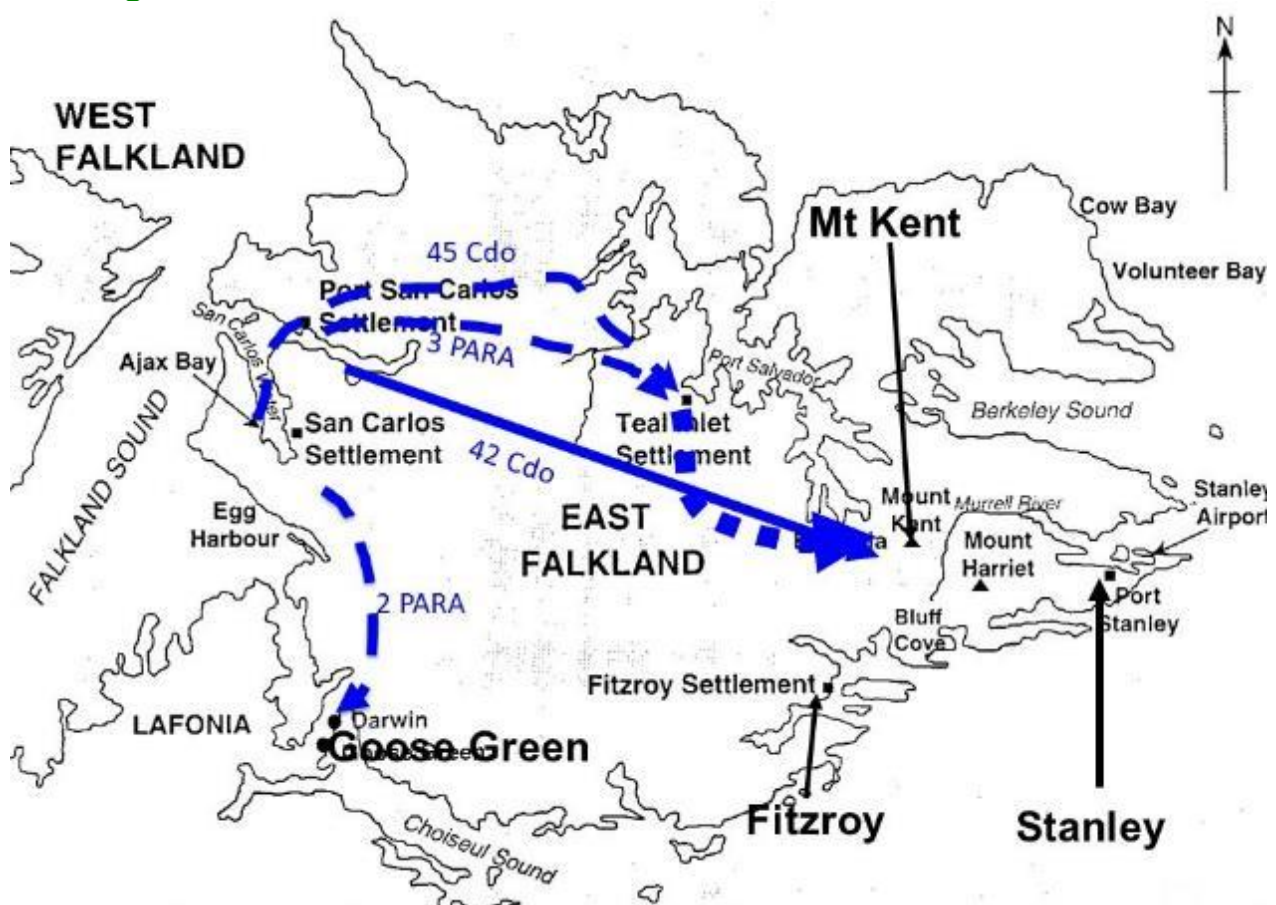 N
WEST
FALKLAND
Mt Kent
Cow Bay
Volunteer Bay
45 Cdo
Port San Carlos
Settlement
San Carlos
3 PARA
Ajax Bay
Port Salvador
Berkeley Sound
San Carlos
Settlement
Teal Inlet
Settlement
42 Cdo
FALKLAND SOUND
Egg
Harbour
EAST
FALKLAND
Mount
Kent
Murrell River
Stanley
Airport
Mount
Harriet
Port
Stanley
2 PARA
Bluff
Cove
Fitzroy Settlement
LAFONIA
Darwin
Goose Green
Goose Green
Fitzroy
Stanley
Choiseul Sound